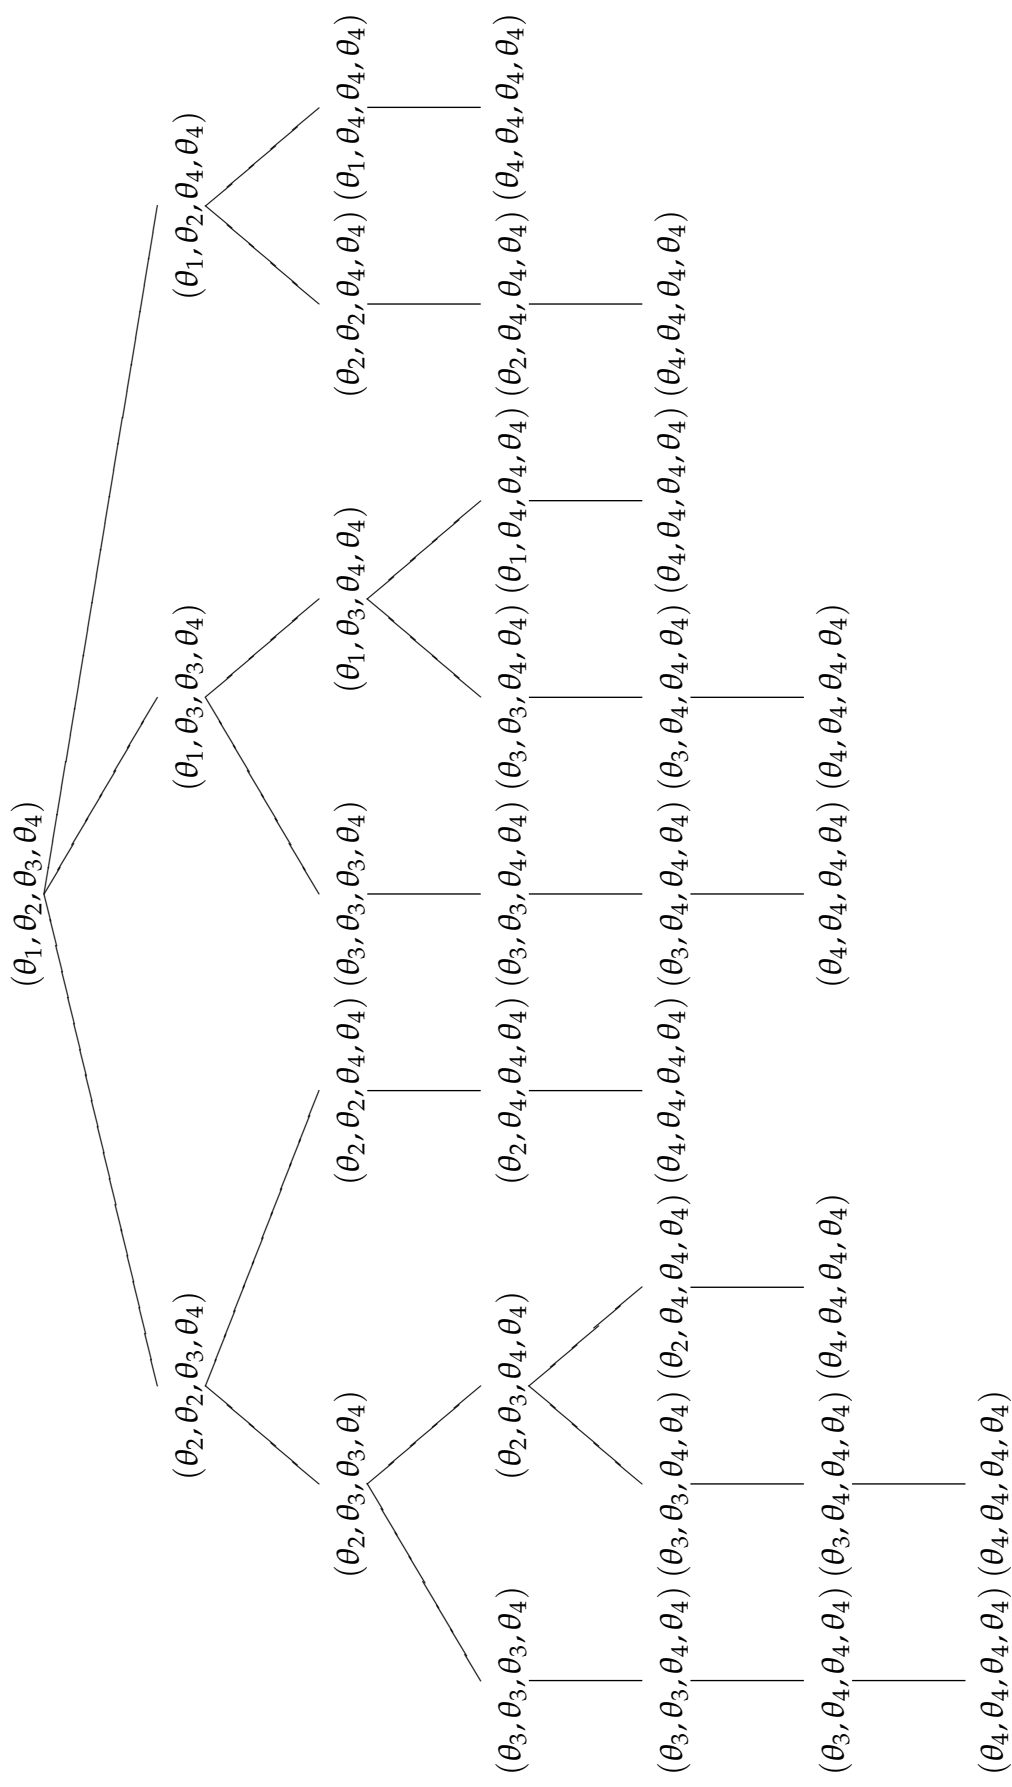 (θ₁, θ₂, θ₃, θ₄)
(θ₂, θ₂, θ₃, θ₄) (θ₁, θ₃, θ₃, θ₄) (θ₁, θ₂, θ₄, θ₄)
(θ₂, θ₃, θ₃, θ₄) (θ₂, θ₂, θ₄, θ₄) (θ₃, θ₃, θ₃, θ₄) (θ₁, θ₃, θ₄, θ₄) (θ₂, θ₂, θ₄, θ₄) (θ₁, θ₄, θ₄, θ₄)
(θ₃, θ₃, θ₃, θ₄) (θ₂, θ₃, θ₄, θ₄) (θ₂, θ₄, θ₄, θ₄) (θ₃, θ₃, θ₄, θ₄) (θ₃, θ₃, θ₄, θ₄) (θ₁, θ₄, θ₄, θ₄) (θ₂, θ₄, θ₄, θ₄) (θ₄, θ₄, θ₄, θ₄)
(θ₃, θ₃, θ₄, θ₄) (θ₃, θ₃, θ₄, θ₄) (θ₂, θ₄, θ₄, θ₄) (θ₄, θ₄, θ₄, θ₄) (θ₃, θ₄, θ₄, θ₄) (θ₃, θ₄, θ₄, θ₄) (θ₄, θ₄, θ₄, θ₄) (θ₄, θ₄, θ₄, θ₄)
(θ₃, θ₄, θ₄, θ₄) (θ₃, θ₄, θ₄, θ₄) (θ₄, θ₄, θ₄, θ₄) (θ₄, θ₄, θ₄, θ₄) (θ₄, θ₄, θ₄, θ₄)
(θ₄, θ₄, θ₄, θ₄) (θ₄, θ₄, θ₄, θ₄)